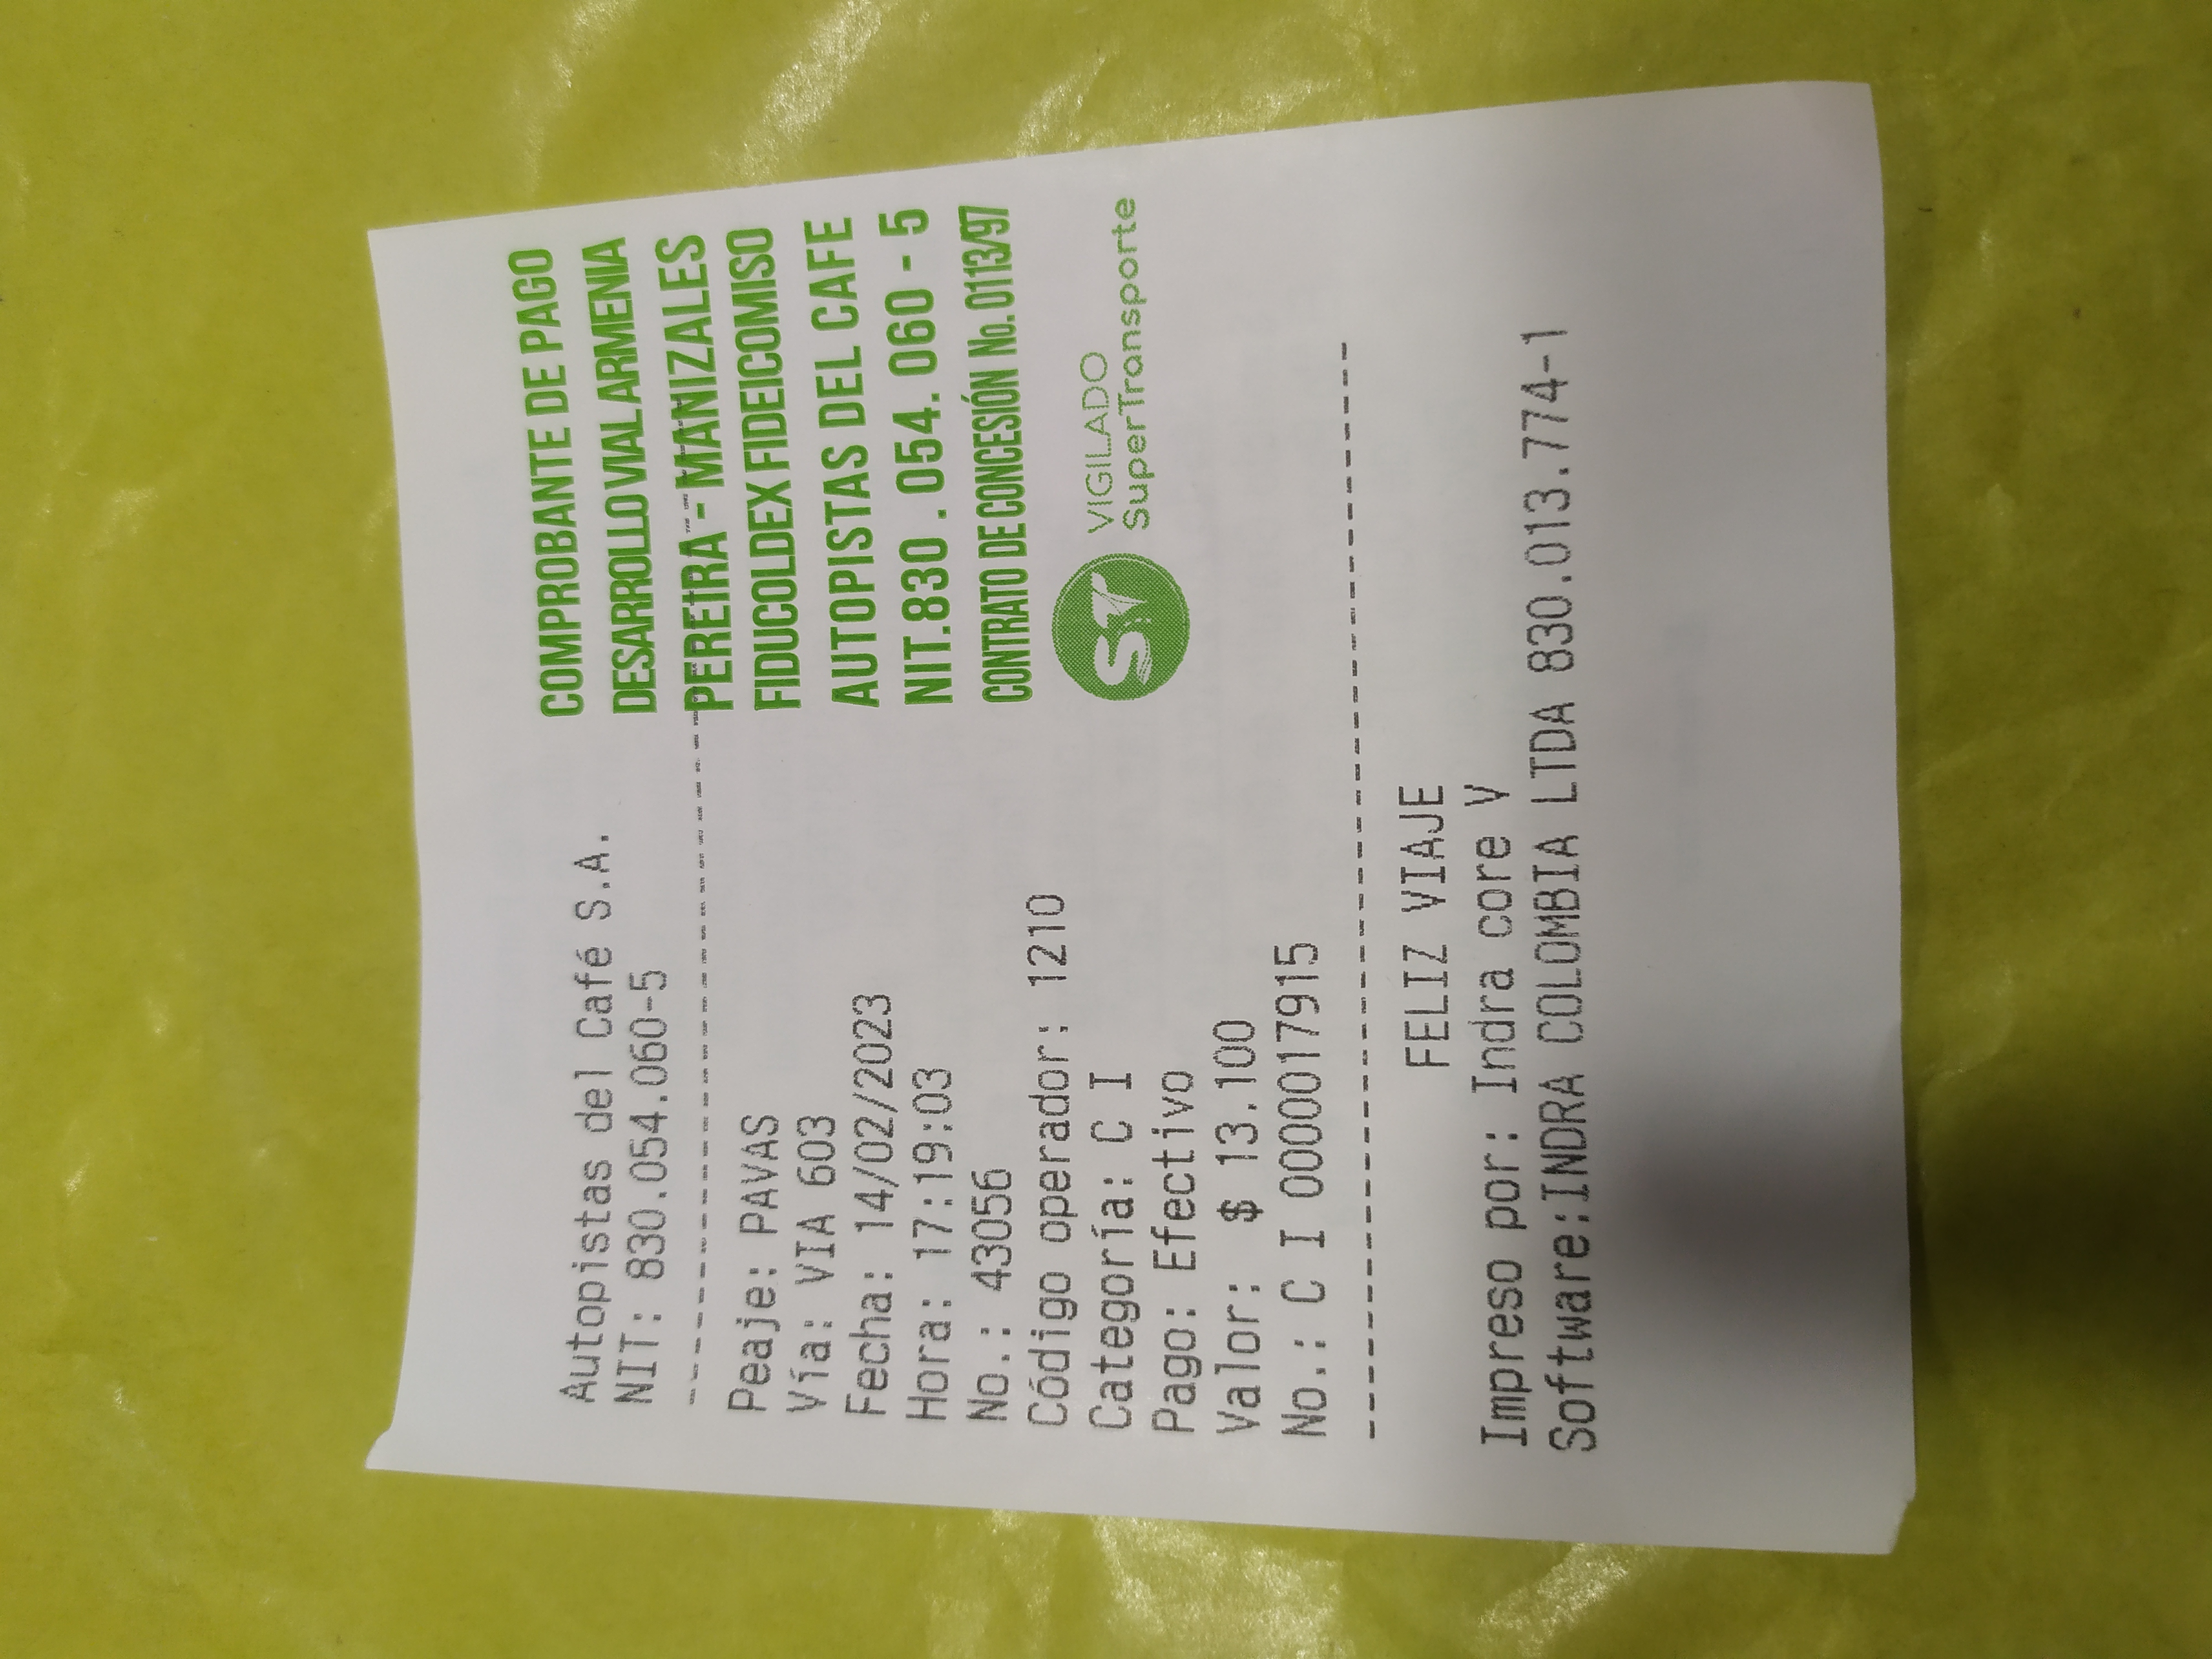 COMPROBANTE DE PAGO
DESARROLLO VIAL ARMENIA
PEREIRA - MANIZALES
FIDUCOLDEX FIDEICOMISO
AUTOPISTAS DEL CAFE
NIT.830.054.060-5
CONTRATO DE CONCESIÓN No. 0113/97
ST
VIGILADO
SuperTransporte
Autopistas del Café S.A.
NIT: 830.054.060-5
--------------------------------
Peaje: PAVAS
Vía: VIA 603
Fecha: 14/02/2023
Hora: 17:19:03
No.: 43056
Código operador: 1210
Categoría: C I
Pago: Efectivo
Valor: $ 13.100
No.: C I 0000017915
--------------------------------
FELIZ VIAJE
Impreso por: Indra core V
Software:INDRA COLOMBIA LTDA 830.013.774-1